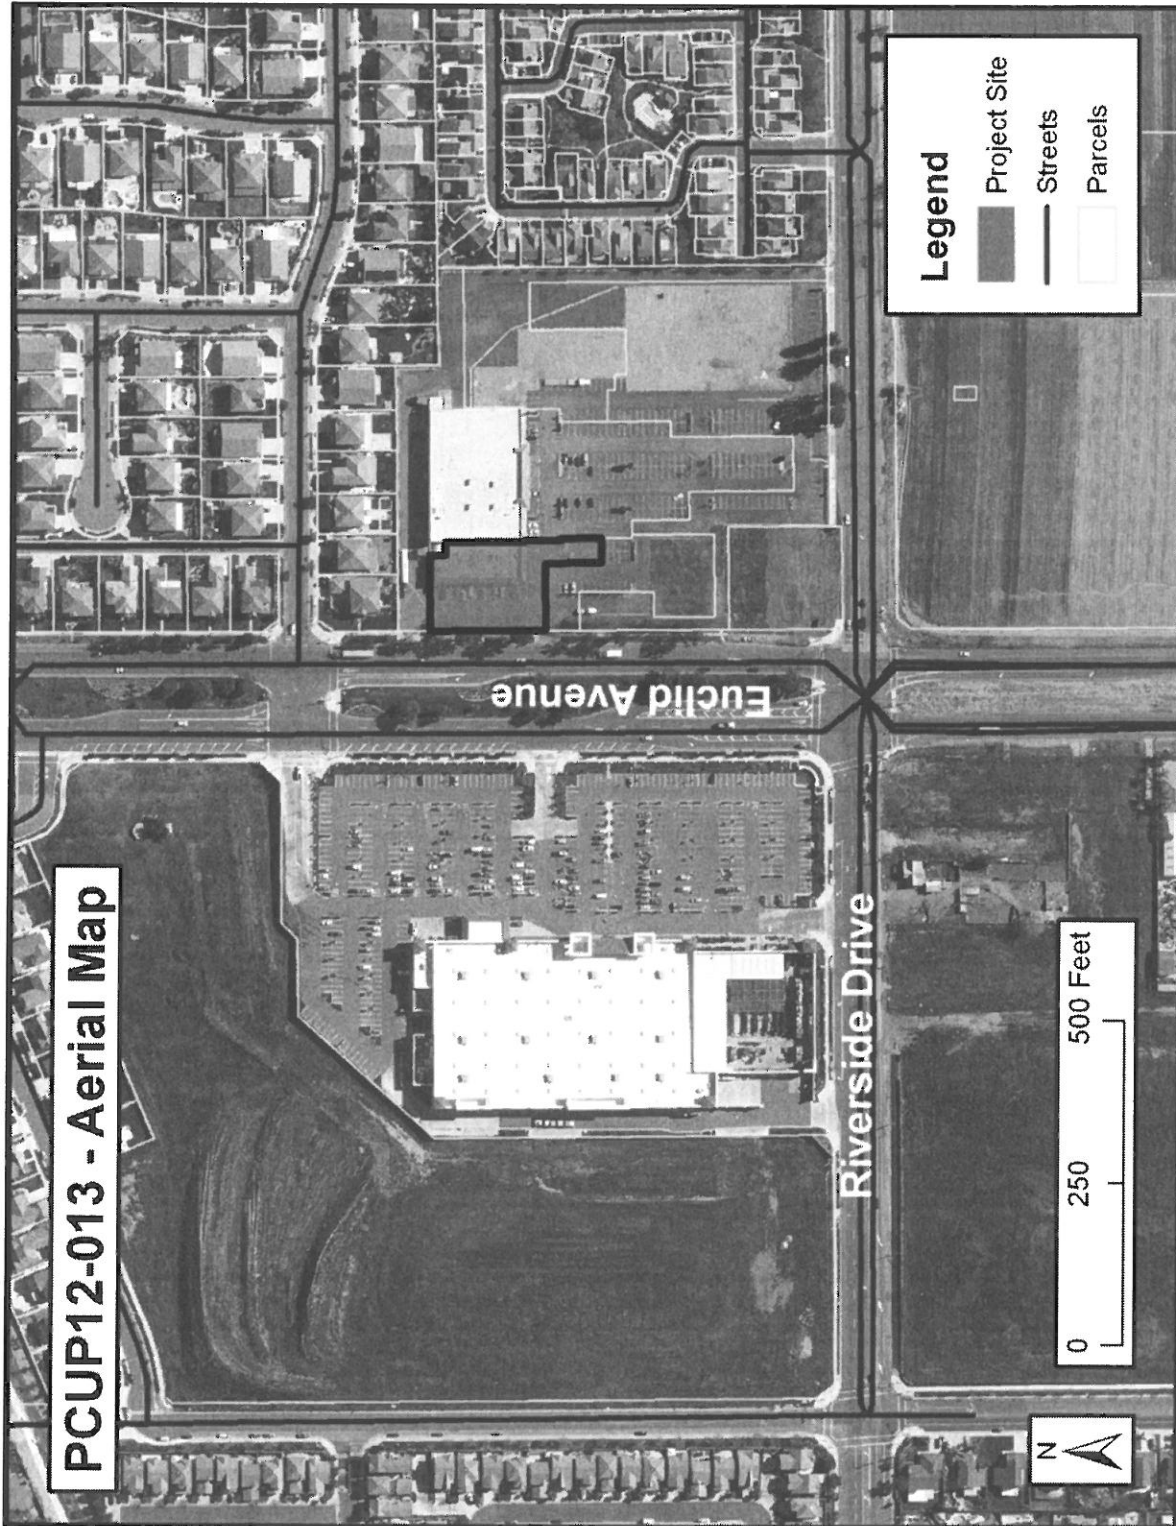 PCUP12-013 - Aerial Map
Euclid Avenue
Riverside Drive
Legend
Project Site
Streets
Parcels
N
0 250 500 Feet